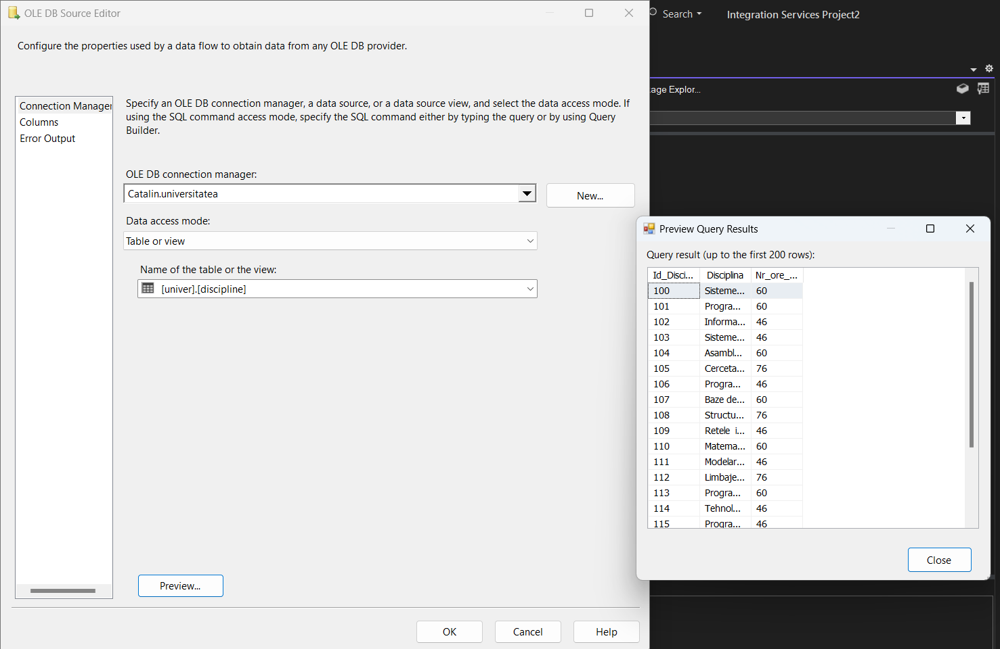 OLE DB Source Editor
Search
Integration Services Project2
Configure the properties used by a data flow to obtain data from any OLE DB provider.
Connection Manager
Columns
Error Output
Specify an OLE DB connection manager, a data source, or a data source view, and select the data access mode. If
using the SQL command access mode, specify the SQL command either by typing the query or by using Query
Builder.
OLE DB connection manager:
Catalin.universitatea
New...
Data access mode:
Table or view
Name of the table or the view:
[univer].[discipline]
Preview...
OK
Cancel
Help
age Explor...
Preview Query Results
Query result (up to the first 200 rows):
Id_Disci... Disciplina Nr_ore_...
100 Sisteme... 60
101 Progra... 60
102 Informa... 46
103 Sisteme... 46
104 Asambl... 60
105 Cerceta... 76
106 Progra... 46
107 Baze de... 60
108 Structu... 76
109 Retele i... 46
110 Matema... 60
111 Modelar... 46
112 Limbaje... 76
113 Progra... 60
114 Tehnol... 46
115 Progra... 46
Close